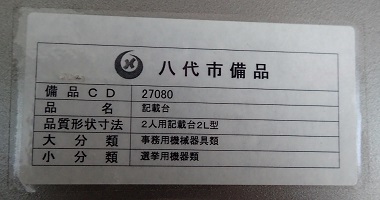 八代市備品
備品CD 27080
品名 記載台
品質形状寸法 2人用記載台2L型
大分類 事務用機械器具類
小分類 選挙用機器類